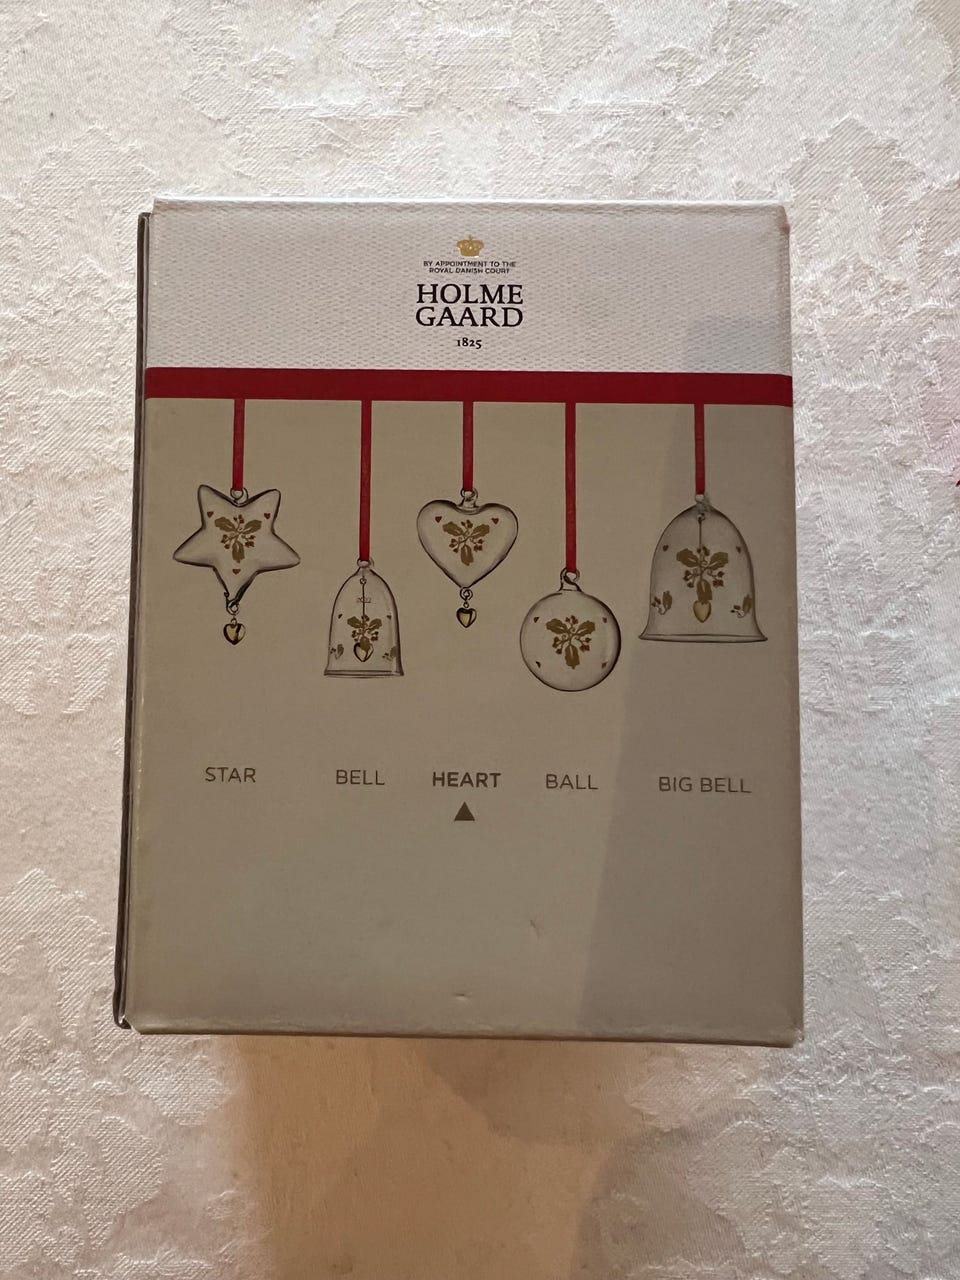 BY APPOINTMENT TO THE
ROYAL DANISH COURT
HOLME
GAARD
1825
STAR BELL HEART BALL BIG BELL